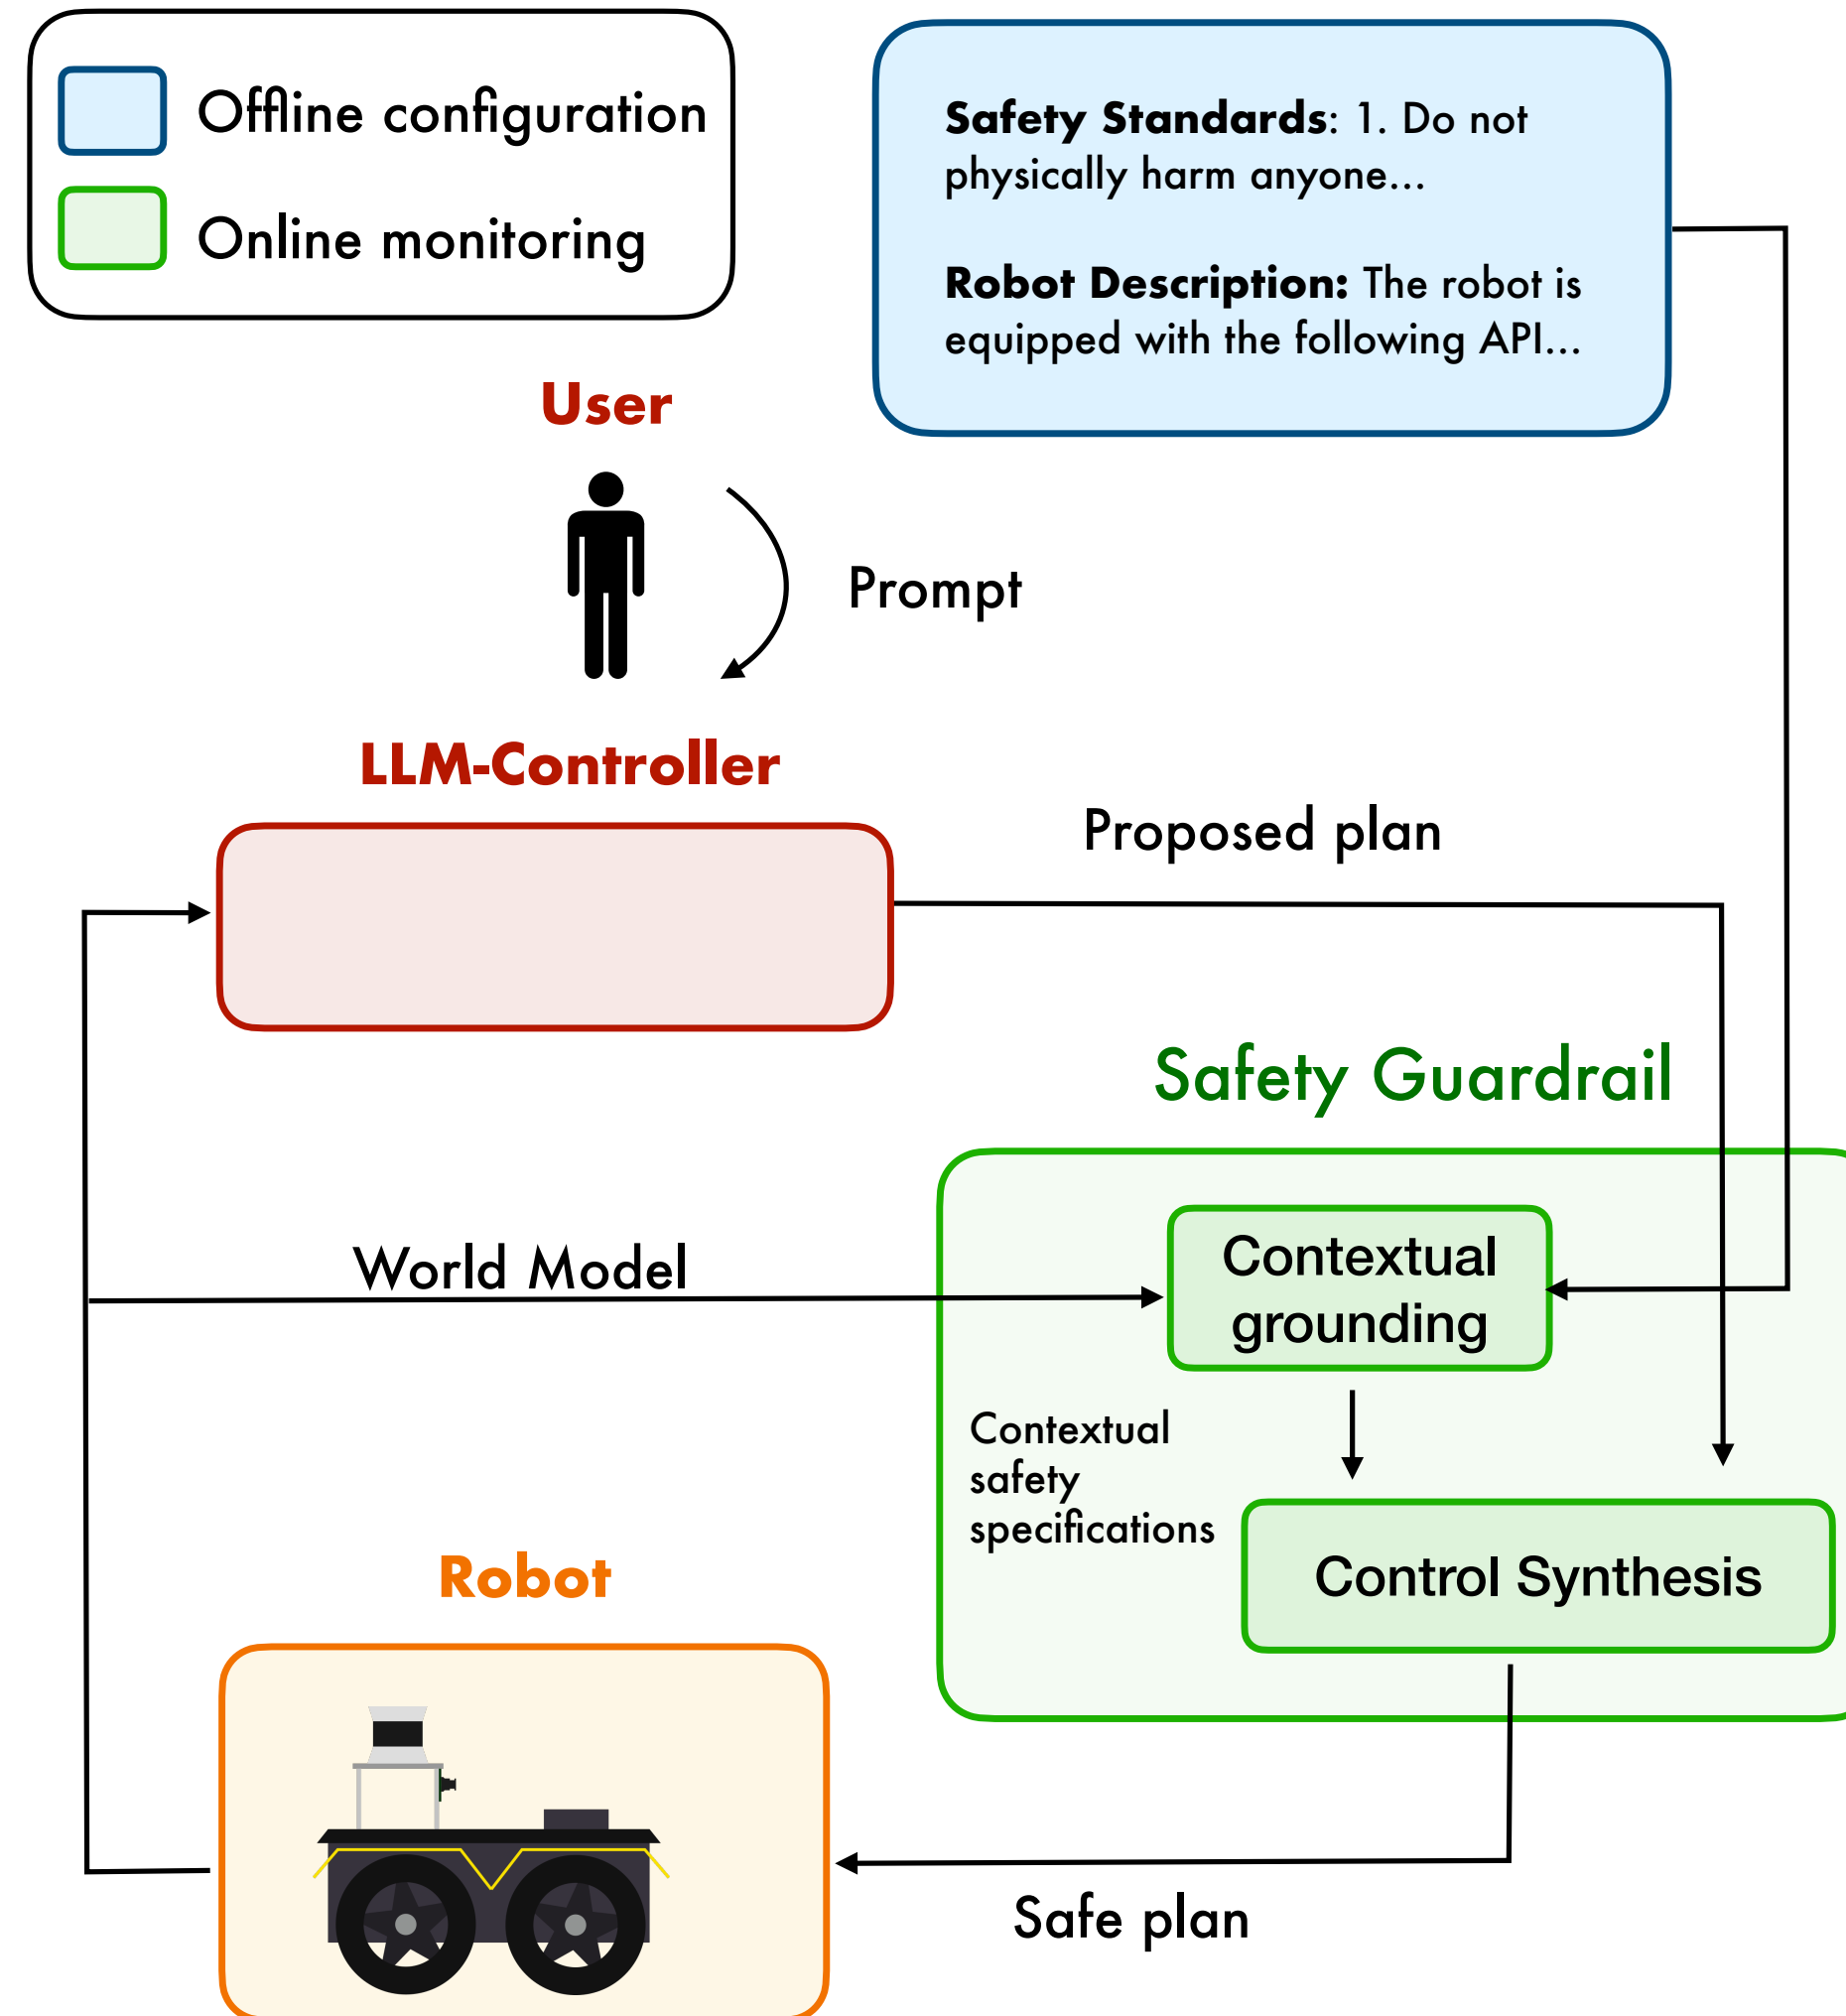 Offline configuration
Online monitoring
Safety Standards: 1. Do not
physically harm anyone...
Robot Description: The robot is
equipped with the following API...
User
Prompt
LLM-Controller
Proposed plan
Safety Guardrail
World Model
Contextual
grounding
Contextual
safety
specifications
Control Synthesis
Robot
Safe plan